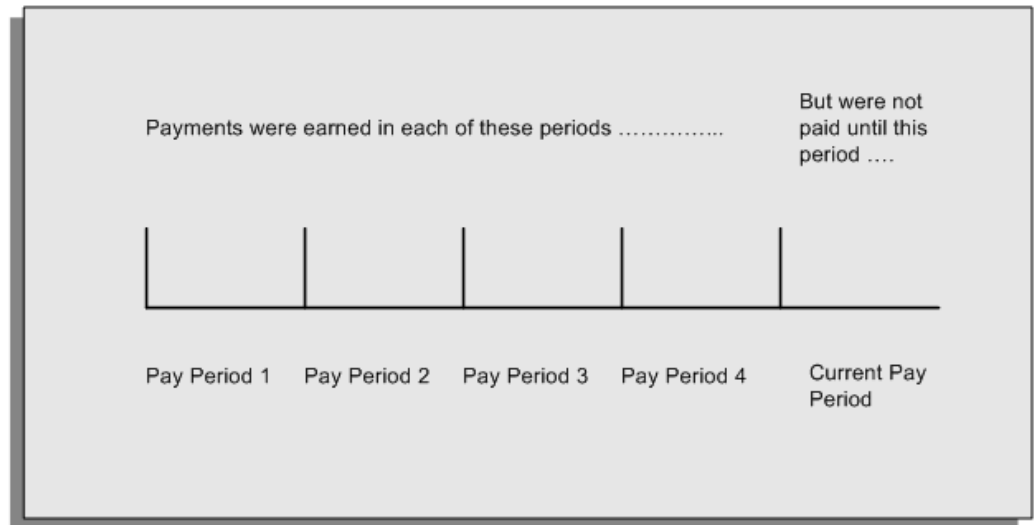 Payments were earned in each of these periods …………...
But were not
paid until this
period ….
Pay Period 1
Pay Period 2
Pay Period 3
Pay Period 4
Current Pay
Period